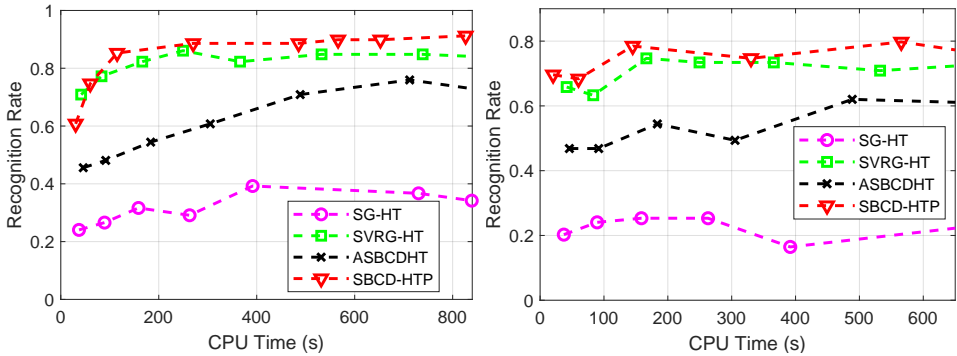 1
0.8
0.6
0.4
0.2
0
Recognition Rate
0 200 400 600 800
CPU Time (s)
SG-HT
SVRG-HT
ASBCDHT
SBCD-HTP
0.8
0.6
0.4
0.2
0
Recognition Rate
0 100 200 300 400 500 600
CPU Time (s)
SG-HT
SVRG-HT
ASBCDHT
SBCD-HTP